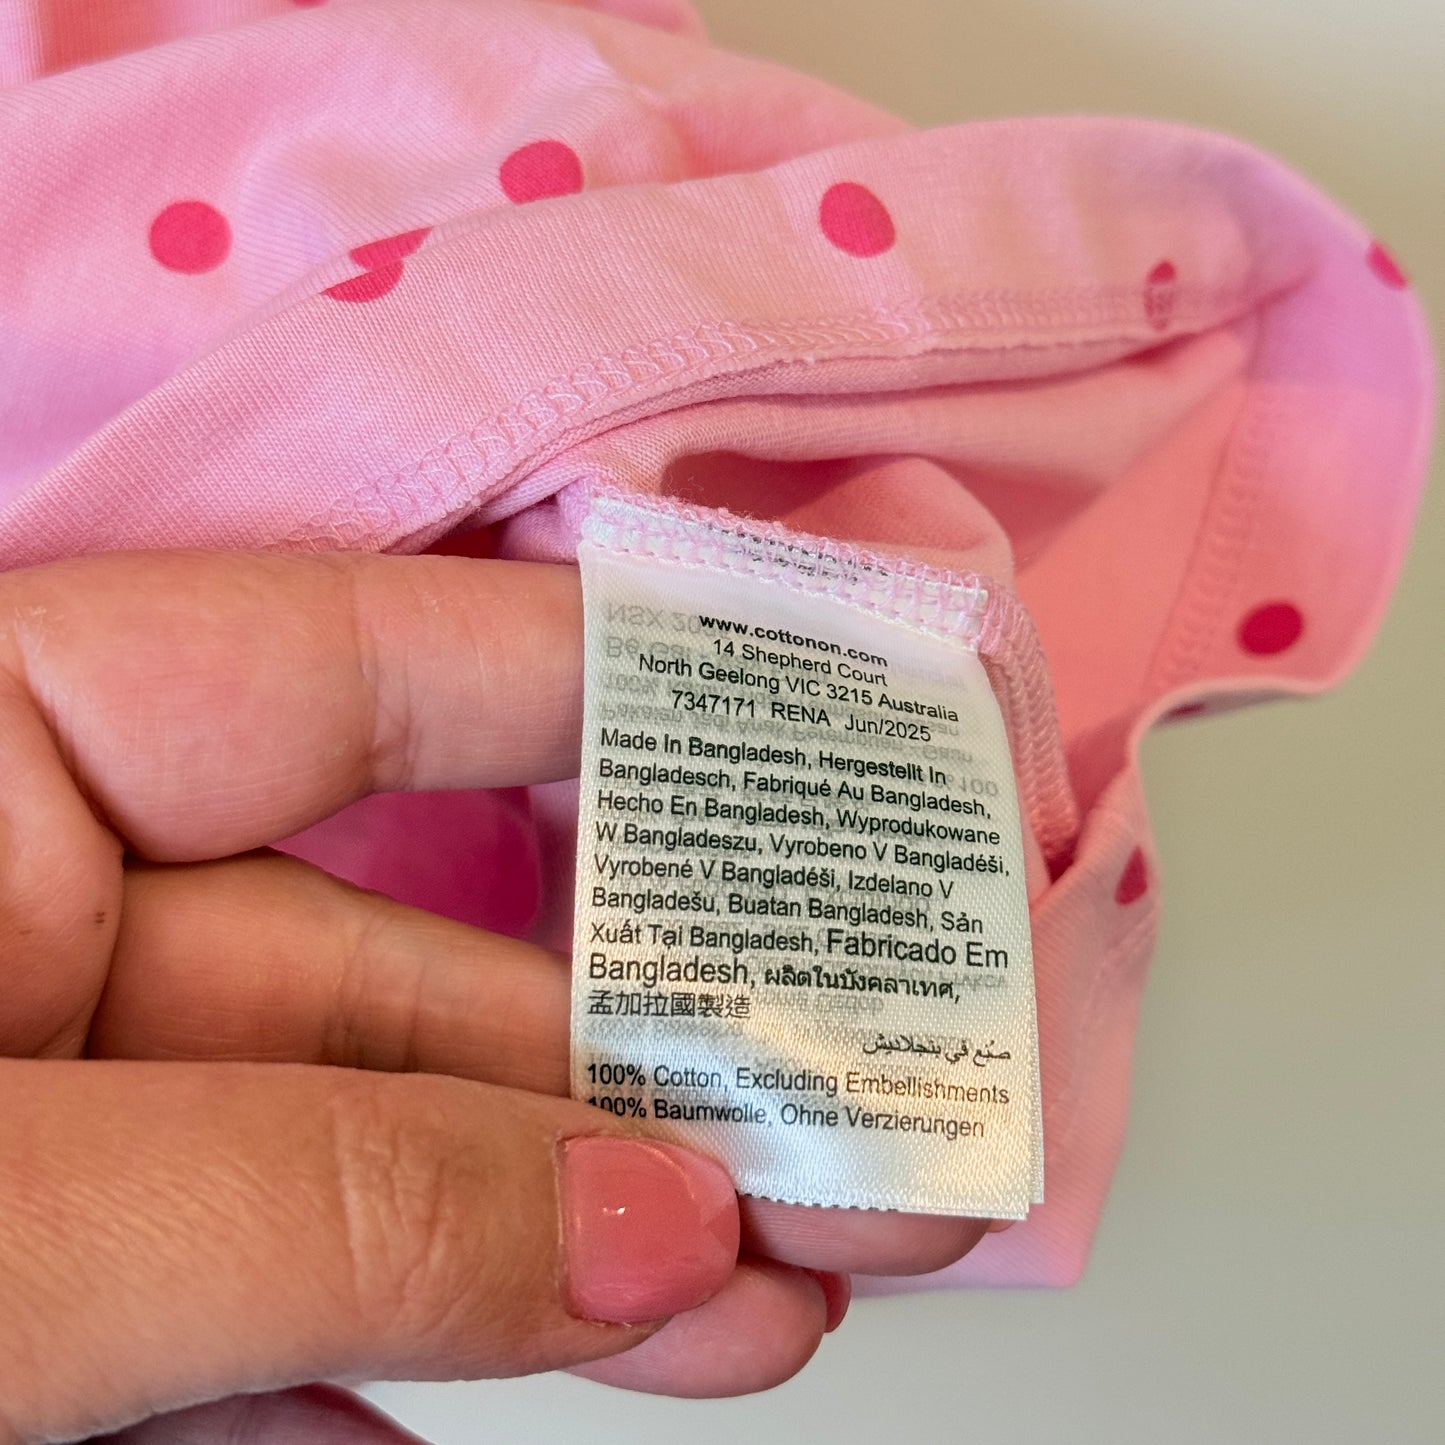 www.cottonon.com
14 Shepherd Court
North Geelong VIC 3215 Australia
7347171 RENA Jun/2025
Made In Bangladesh, Hergestellt In
Bangladesch, Fabriqué Au Bangladesh,
Hecho En Bangladesh, Wyprodukowane
W Bangladeszu, Vyrobeno V Bangladéši,
Vyrobené V Bangladéši, Izdelano V
Bangladešu, Buatan Bangladesh, Sản
Xuất Tại Bangladesh, Fabricado Em
Bangladesh, ผลิตในบังคลาเทศ,
孟加拉國製造
صنع في بنجلاديش
100% Cotton, Excluding Embellishments
100% Baumwolle, Ohne Verzierungen